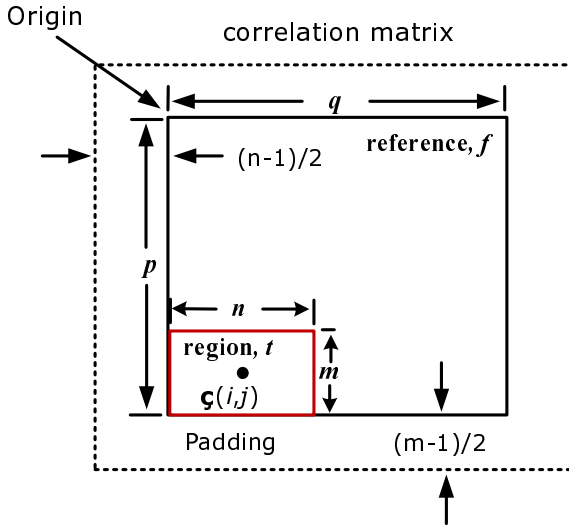 Origin
correlation matrix
q
reference, f
(n-1)/2
p
n
region, t
m
ç(i,j)
Padding
(m-1)/2